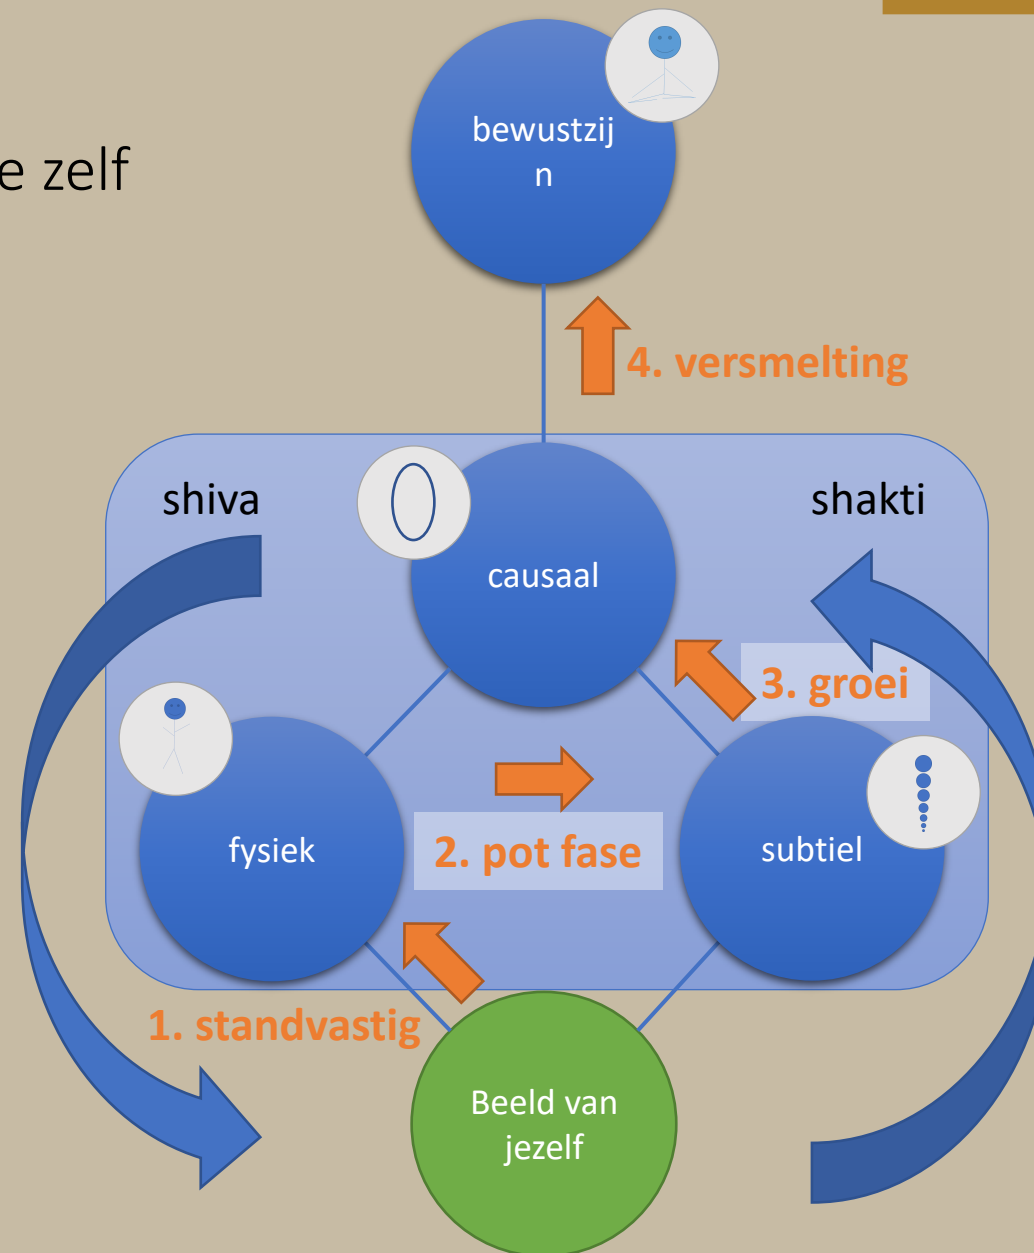 e zelf
bewustzij
n
4. versmelting
shiva
shakti
causaal
3. groei
fysiek
2. pot fase
subtiel
1. standvastig
Beeld van
jezelf